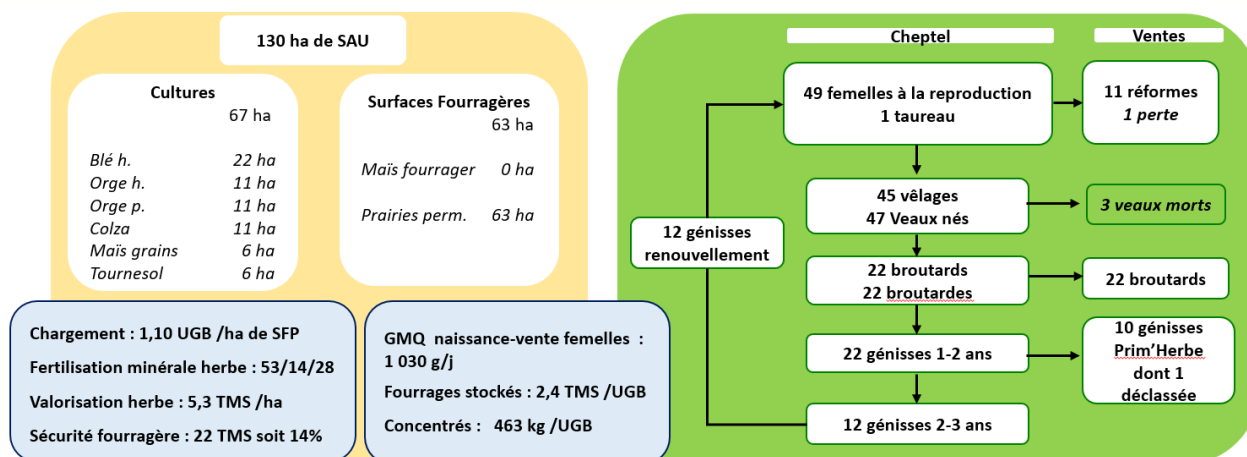 130 ha de SAU
Cultures
67 ha
Blé h. 22 ha
Orge h. 11 ha
Orge p. 11 ha
Colza 11 ha
Maïs grains 6 ha
Tournesol 6 ha
Surfaces Fourragères
63 ha
Maïs fourrager 0 ha
Prairies perm. 63 ha
Chargement : 1,10 UGB /ha de SFP
Fertilisation minérale herbe : 53/14/28
Valorisation herbe : 5,3 TMS /ha
Sécurité fourragère : 22 TMS soit 14%
GMQ naissance-vente femelles :
1 030 g/j
Fourrages stockés : 2,4 TMS /UGB
Concentrés : 463 kg /UGB
Cheptel
Ventes
49 femelles à la reproduction
1 taureau
11 réformes
1 perte
45 vêlages
47 Veaux nés
3 veaux morts
12 génisses
renouvellement
22 broutards
22 broutardes
22 broutards
22 génisses 1-2 ans
10 génisses
Prim'Herbe
dont 1
déclassée
12 génisses 2-3 ans